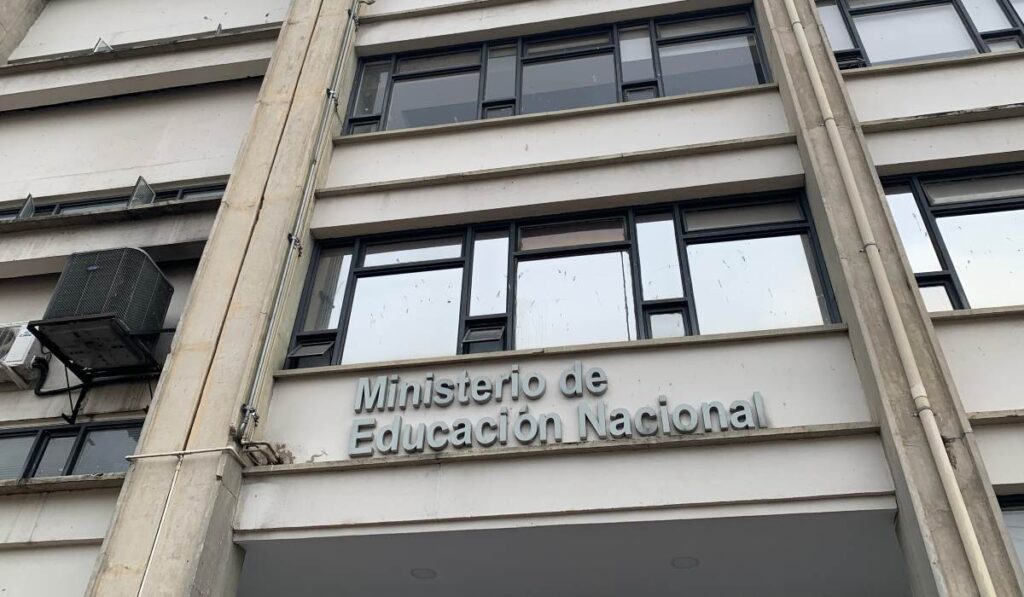 Ministerio de
Educación Nacional